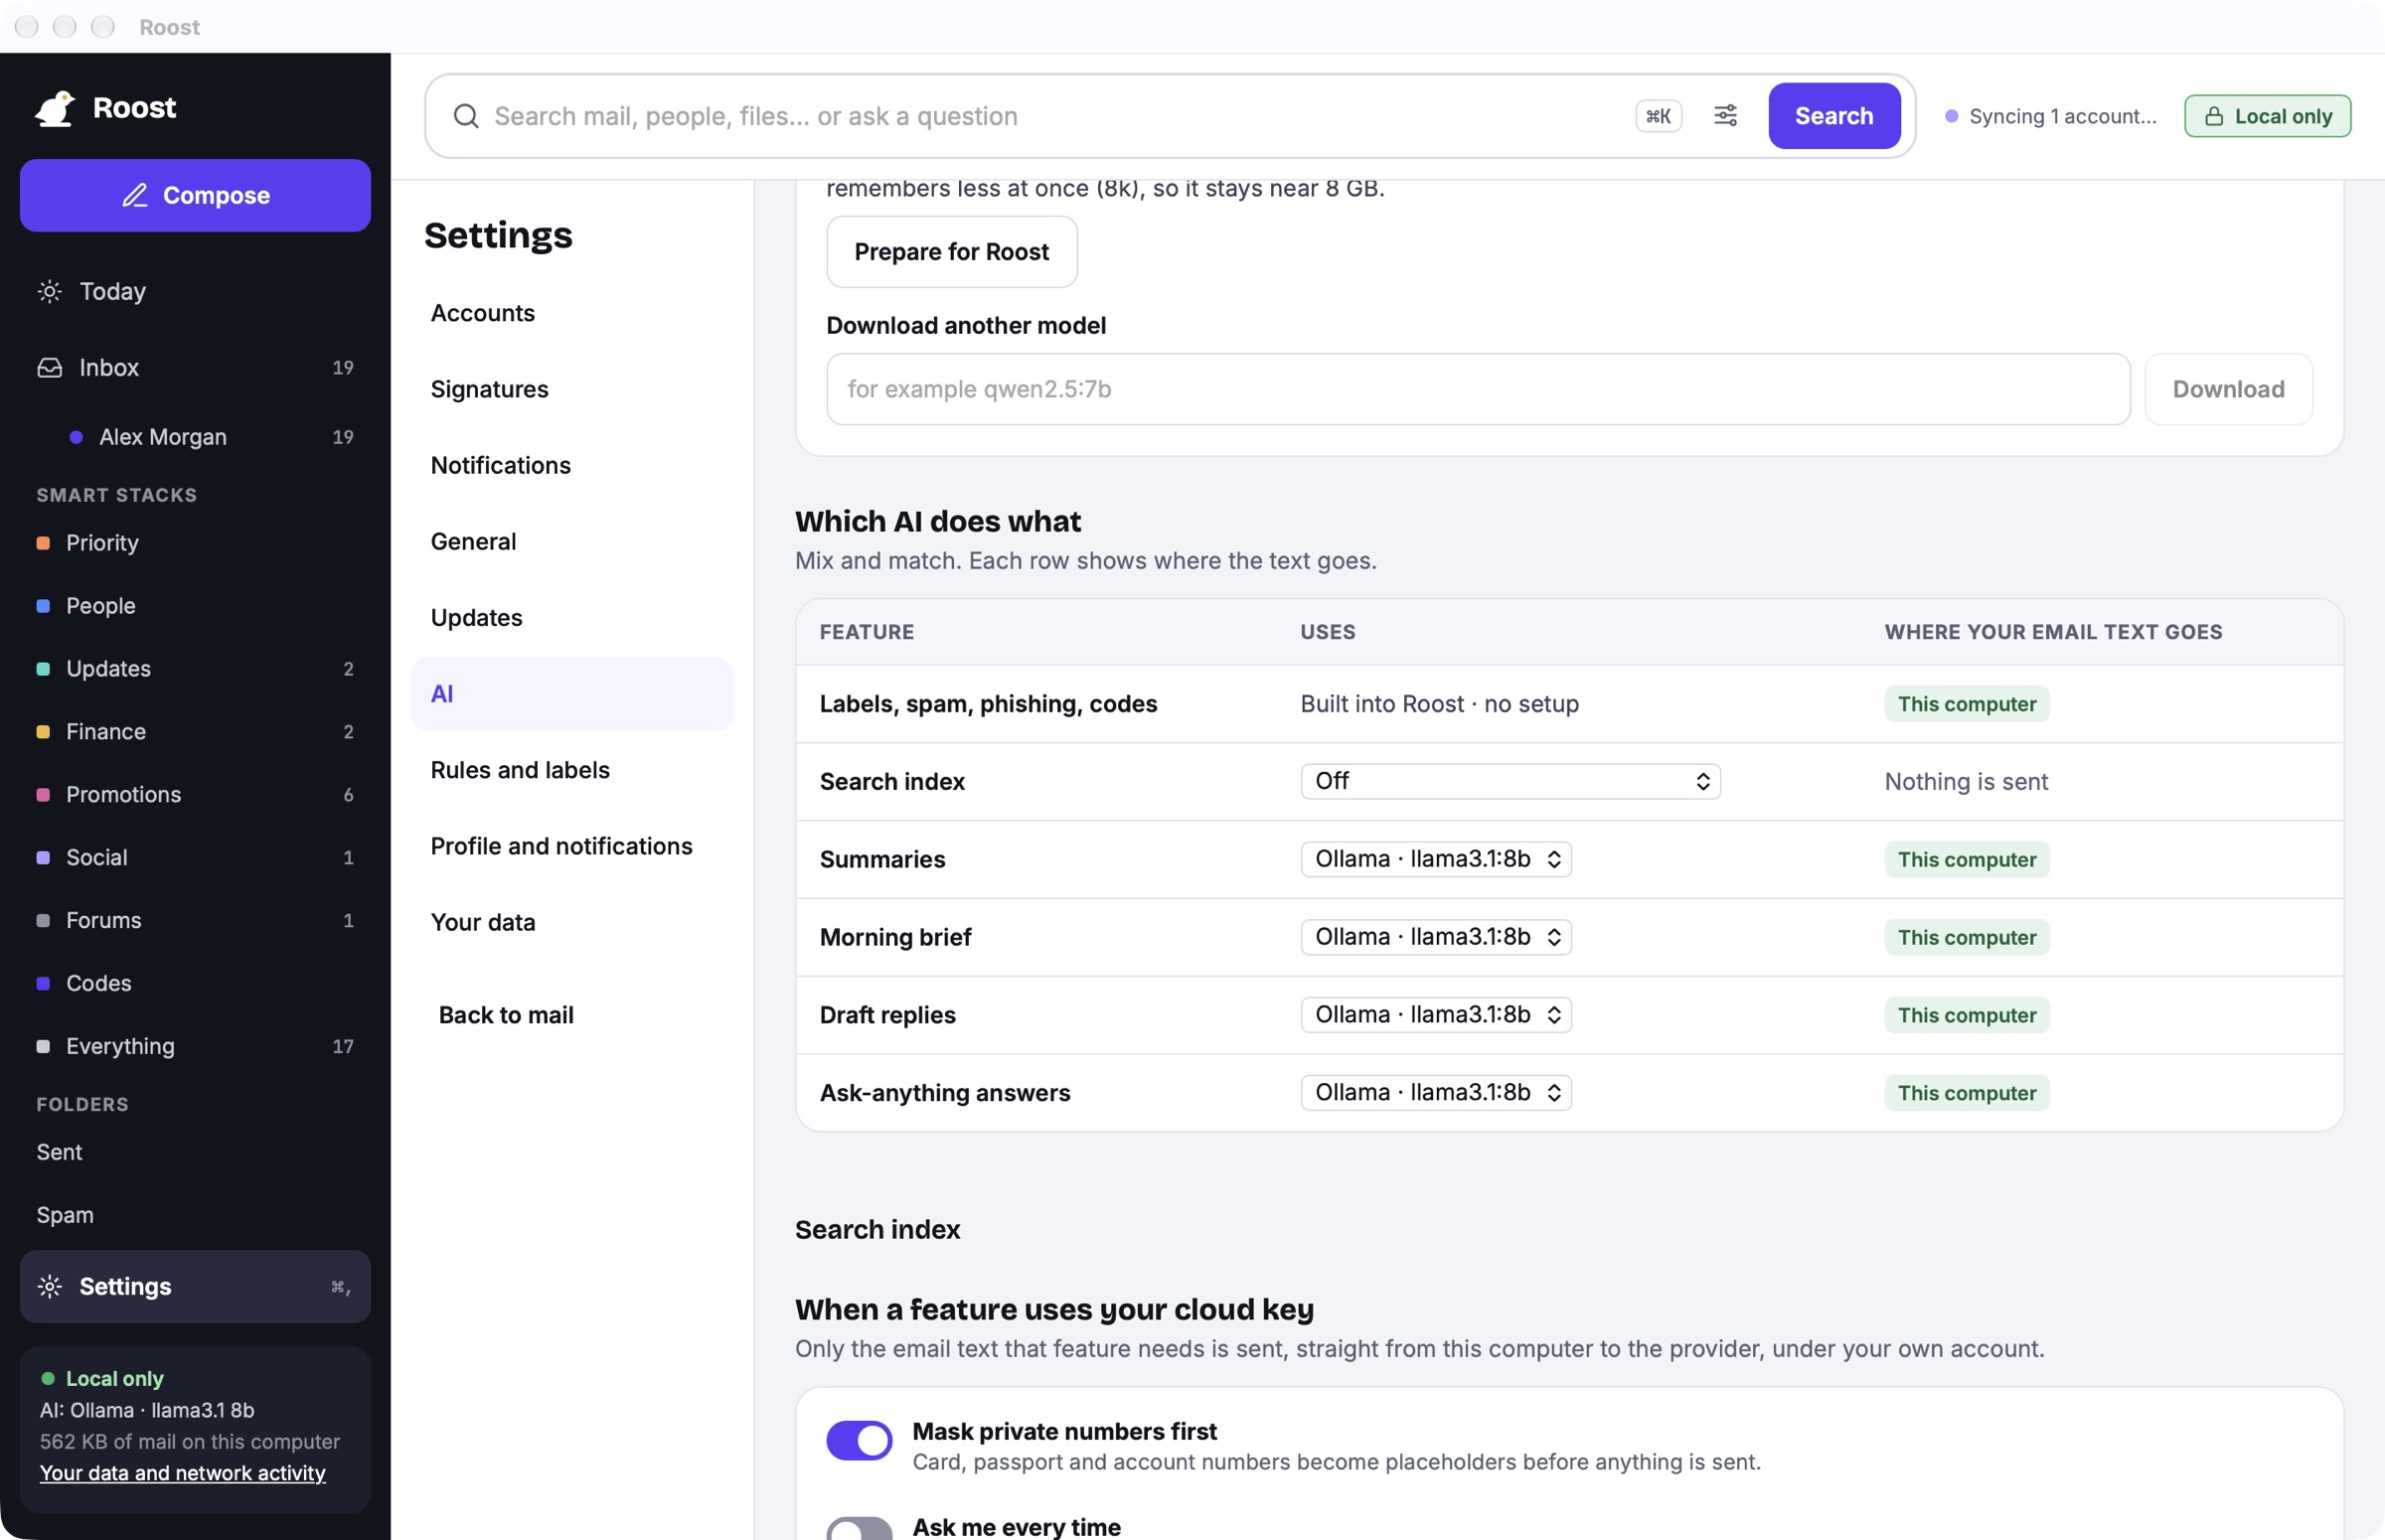 Roost
Roost
Compose
Today
Inbox 19
Alex Morgan 19
SMART STACKS
Priority
People
Updates 2
Finance 2
Promotions 6
Social 1
Forums 1
Codes
Everything 17
FOLDERS
Sent
Spam
Settings ⌘,
Local only
AI: Ollama · llama3.1 8b
562 KB of mail on this computer
Your data and network activity
Search mail, people, files... or ask a question ⌘K Search
Syncing 1 account...
Local only
Settings
Accounts
Signatures
Notifications
General
Updates
AI
Rules and labels
Profile and notifications
Your data
Back to mail
remembers less at once (8k), so it stays near 8 GB.
Prepare for Roost
Download another model
for example qwen2.5:7b Download
Which AI does what
Mix and match. Each row shows where the text goes.
FEATURE USES WHERE YOUR EMAIL TEXT GOES
Labels, spam, phishing, codes Built into Roost · no setup This computer
Search index Off Nothing is sent
Summaries Ollama · llama3.1:8b This computer
Morning brief Ollama · llama3.1:8b This computer
Draft replies Ollama · llama3.1:8b This computer
Ask-anything answers Ollama · llama3.1:8b This computer
Search index
When a feature uses your cloud key
Only the email text that feature needs is sent, straight from this computer to the provider, under your own account.
Mask private numbers first
Card, passport and account numbers become placeholders before anything is sent.
Ask me every time